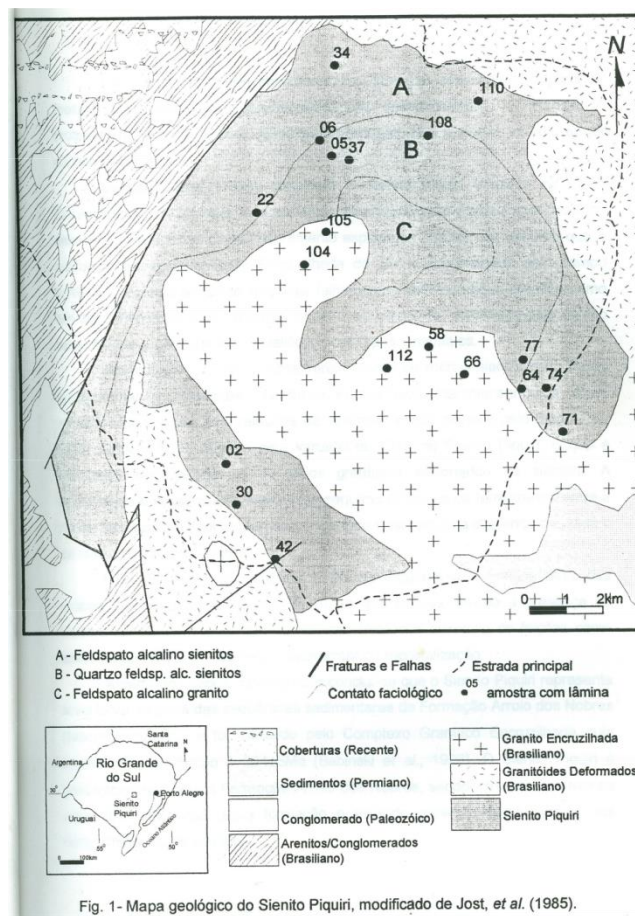 34
N
A
110
06
108
05
37
B
22
105
C
104
58
77
112
66
64
74
71
02
30
42
0 1 2km
A - Feldspato alcalino sienitos
B - Quartzo feldsp. alc. sienitos
C - Feldspato alcalino granito
Fraturas e Falhas
Contato faciológico
Estrada principal
05
amostra com lâmina
Santa
Catarina
N
Argentina
Rio Grande
do Sul
30°
Porto Alegre
Sienito
Piquiri
Uruguai
Oceano Atlântico
55°
50°
0 100km
Coberturas (Recente)
Sedimentos (Permiano)
Conglomerado (Paleozóico)
Arenitos/Conglomerados
(Brasiliano)
Granito Encruzilhada
(Brasiliano)
Granitóides Deformados
(Brasiliano)
Sienito Piquiri
Fig. 1- Mapa geológico do Sienito Piquiri, modificado de Jost, et al. (1985).